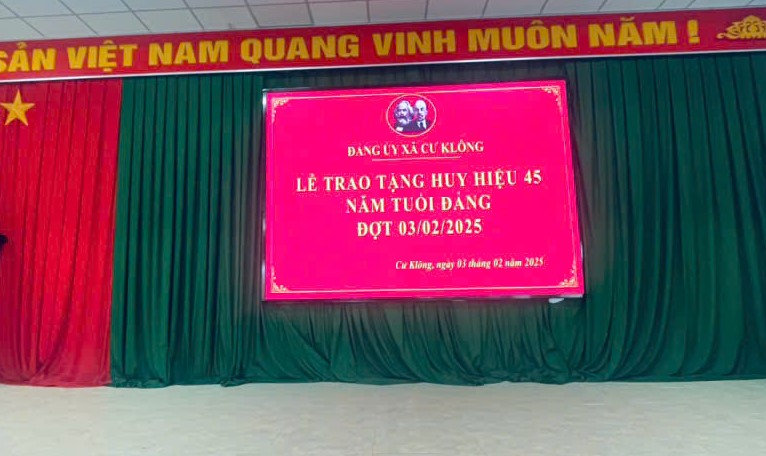 SẢN VIỆT NAM QUANG VINH MUÔN NĂM !
ĐẢNG ỦY XÃ CƯ KLÔNG
LỄ TRAO TẶNG HUY HIỆU 45
NĂM TUỔI ĐẢNG
ĐỢT 03/02/2025
Cư Klông, ngày 03 tháng 02 năm 2025